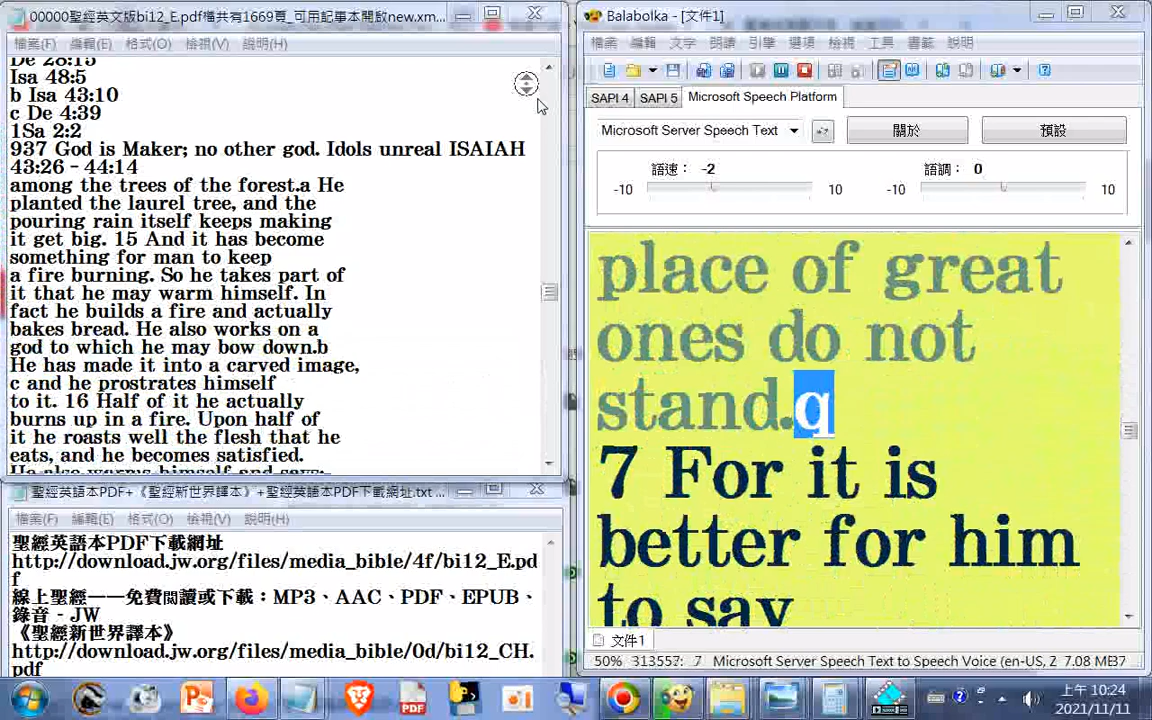 00000聖經英文版bi12_E.pdf檔共有1669頁_可用記事本開啟new.xm...
檔案(F) 編輯(E) 格式(O) 檢視(V) 說明(H)
De 28:15
Isa 48:5
b Isa 43:10
c De 4:39
1Sa 2:2
937 God is Maker; no other god. Idols unreal ISAIAH
43:26 - 44:14
among the trees of the forest.a He
planted the laurel tree, and the
pouring rain itself keeps making
it get big. 15 And it has become
something for man to keep
a fire burning. So he takes part of
it that he may warm himself. In
fact he builds a fire and actually
bakes bread. He also works on a
god to which he may bow down.b
He has made it into a carved image,
c and he prostrates himself
to it. 16 Half of it he actually
burns up in a fire. Upon half of
it he roasts well the flesh that he
eats, and he becomes satisfied.
He also warms himself and says:
聖經英語本PDF+《聖經新世界譯本》+聖經英語本PDF下載網址.txt ...
檔案(F) 編輯(E) 格式(O) 檢視(V) 說明(H)
聖經英語本PDF下載網址
http://download.jw.org/files/media_bible/4f/bi12_E.pd
f
線上聖經——免費閱讀或下載：MP3、AAC、PDF、EPUB、
錄音 - JW
《聖經新世界譯本》
http://download.jw.org/files/media_bible/0d/bi12_CH.
pdf
Balabolka - [文件1]
檔案 編輯 文字 朗讀 引擎 選項 檢視 工具 書籤 說明
SAPI 4 SAPI 5 Microsoft Speech Platform
Microsoft Server Speech Text 關於 預設
語速： -2 語調： 0
-10 10 -10 10
place of great
ones do not
stand.q
7 For it is
better for him
to say
文件1
50% 313557: 7 Microsoft Server Speech Text to Speech Voice (en-US, 2 7.08 MB37
上午 10:24
2021/11/11